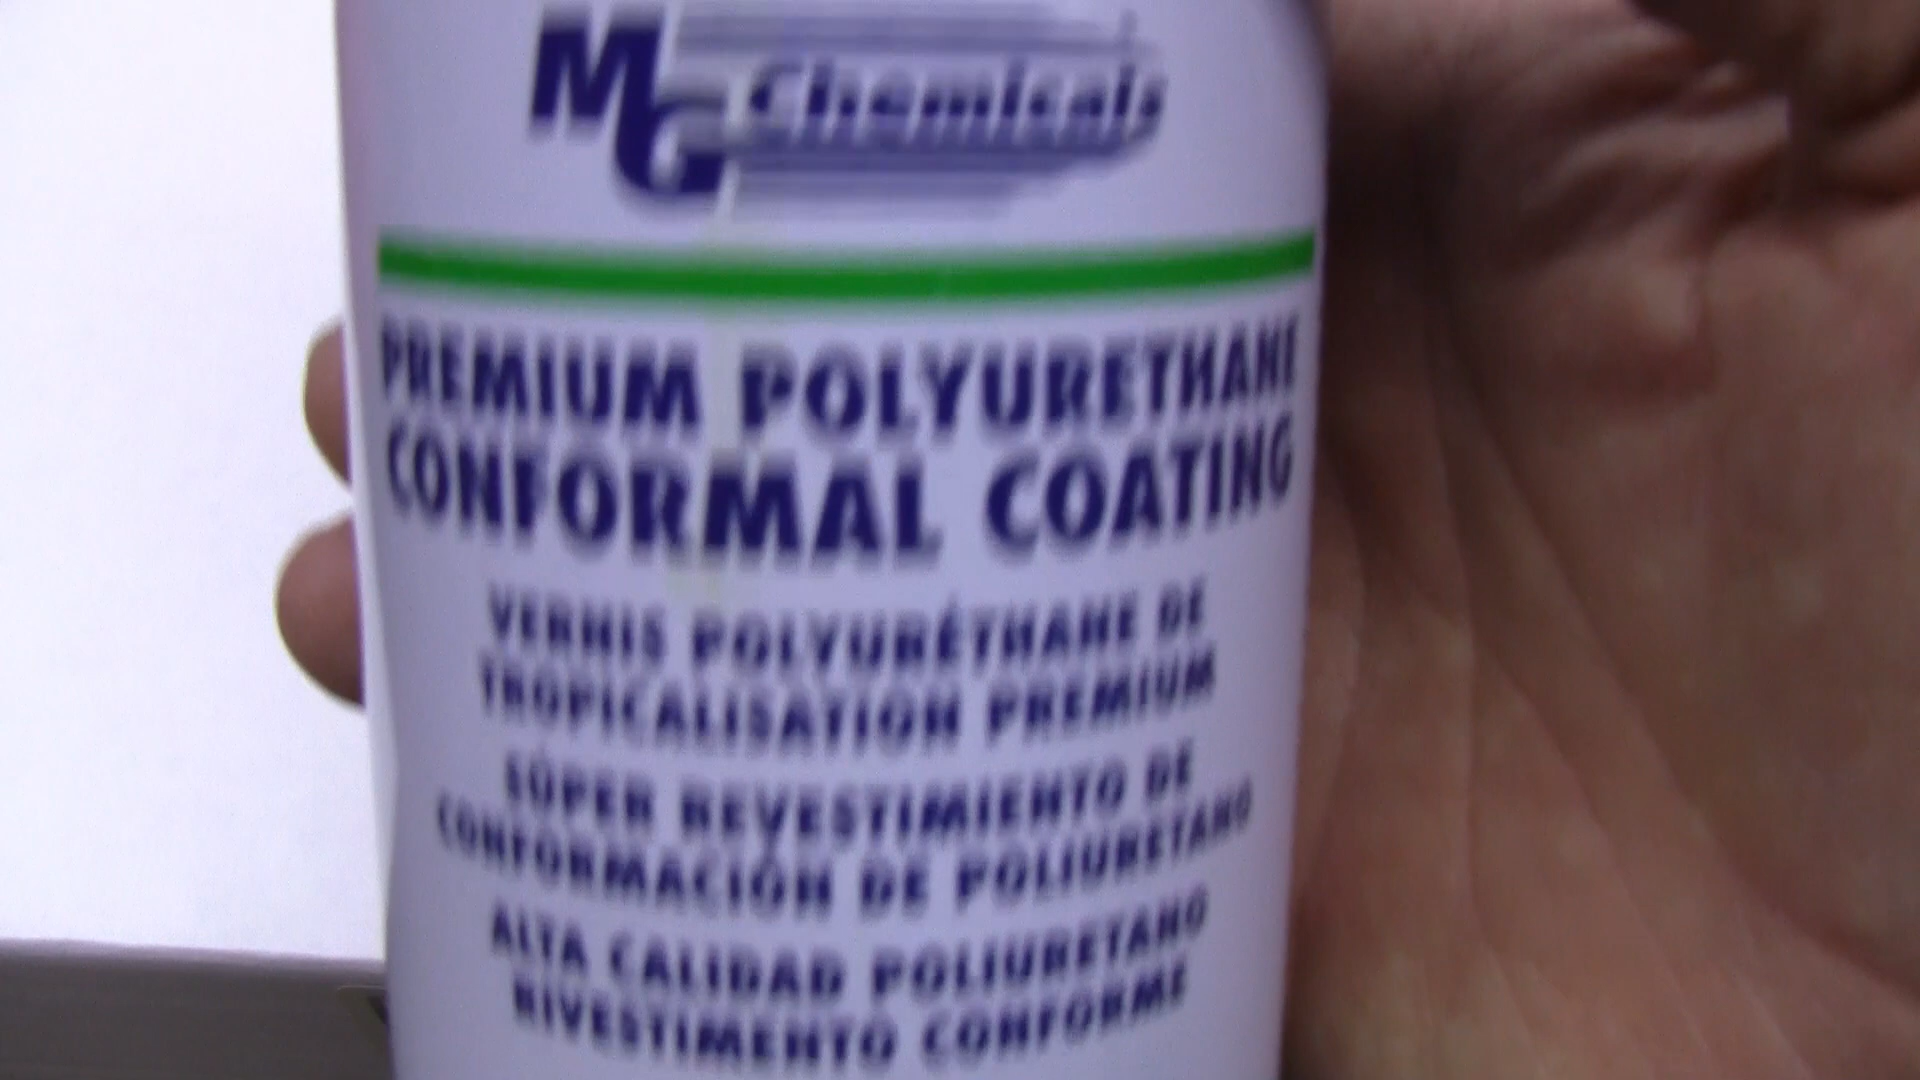 MG Chemicals
PREMIUM POLYURETHANE
CONFORMAL COATING
VERNIS POLYURÉTHANE DE
TROPICALISATION PREMIUM
SÚPER REVESTIMIENTO DE
CONFORMACIÓN DE POLIURETANO
ALTA CALIDAD POLIURETANO
RIVESTIMENTO CONFORME